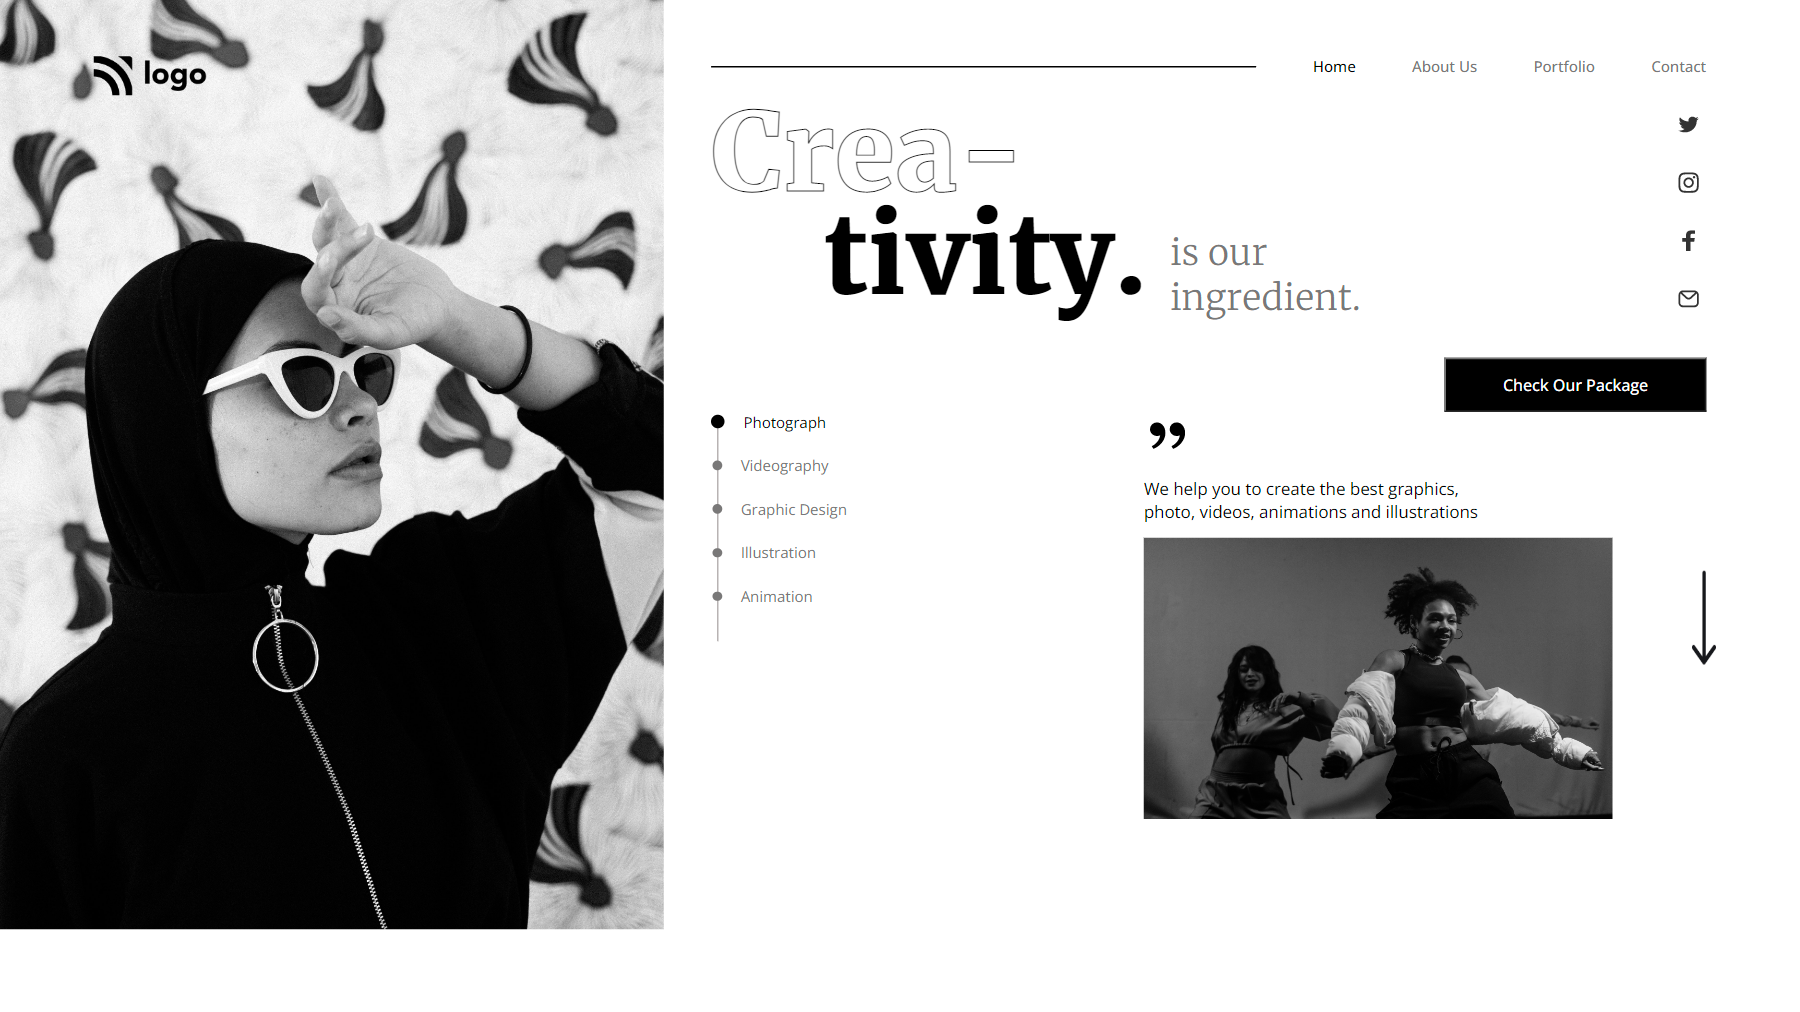 logo
Home
About Us
Portfolio
Contact
Crea-
tivity.
is our
ingredient.
Check Our Package
Photograph
Videography
Graphic Design
Illustration
Animation
”
We help you to create the best graphics,
photo, videos, animations and illustrations